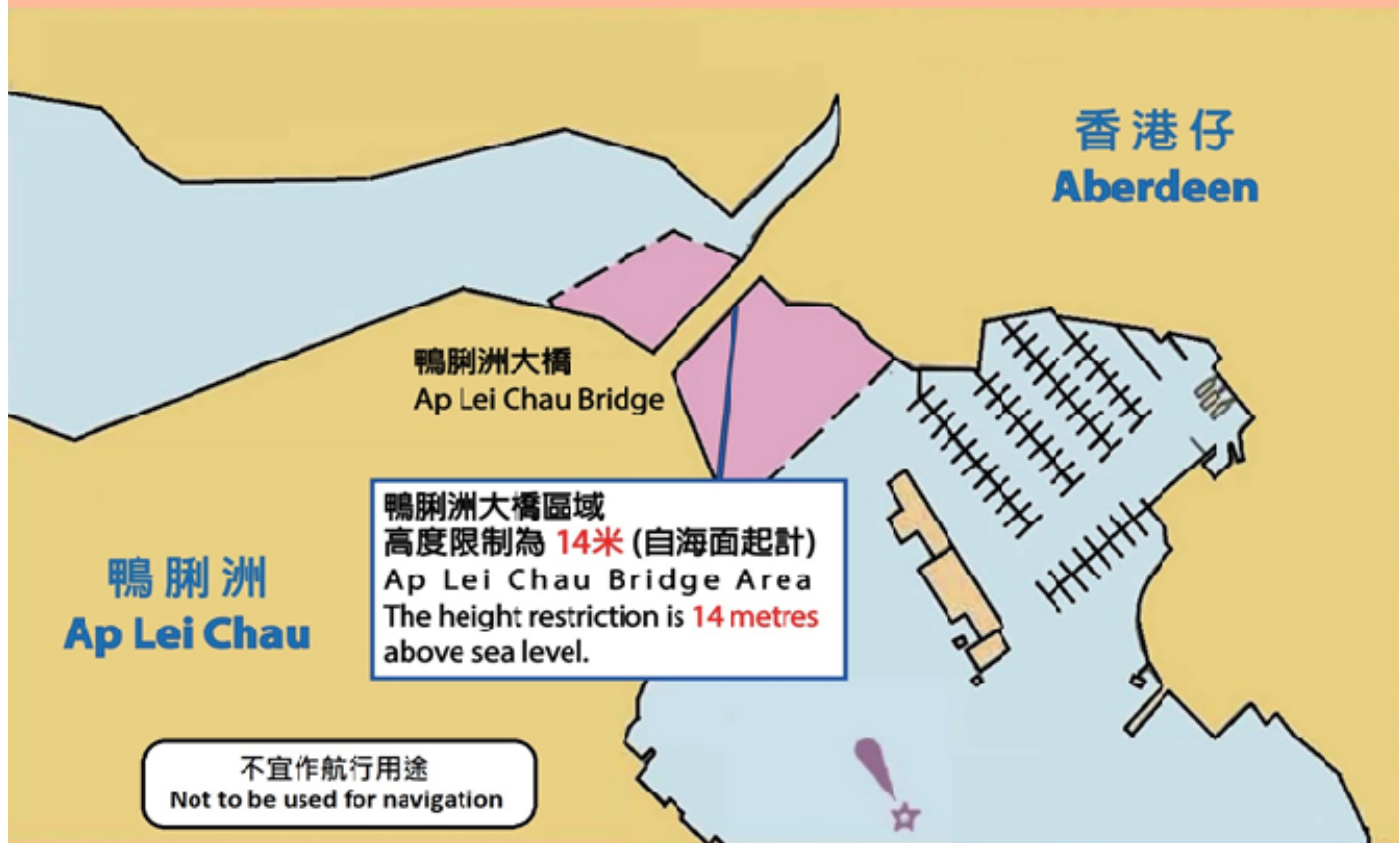 香港仔
Aberdeen
鴨脷洲大橋
Ap Lei Chau Bridge
鴨脷洲大橋區域
高度限制為 14米 (自海面起計)
Ap Lei Chau Bridge Area
The height restriction is 14 metres
above sea level.
鴨脷洲
Ap Lei Chau
不宜作航行用途
Not to be used for navigation